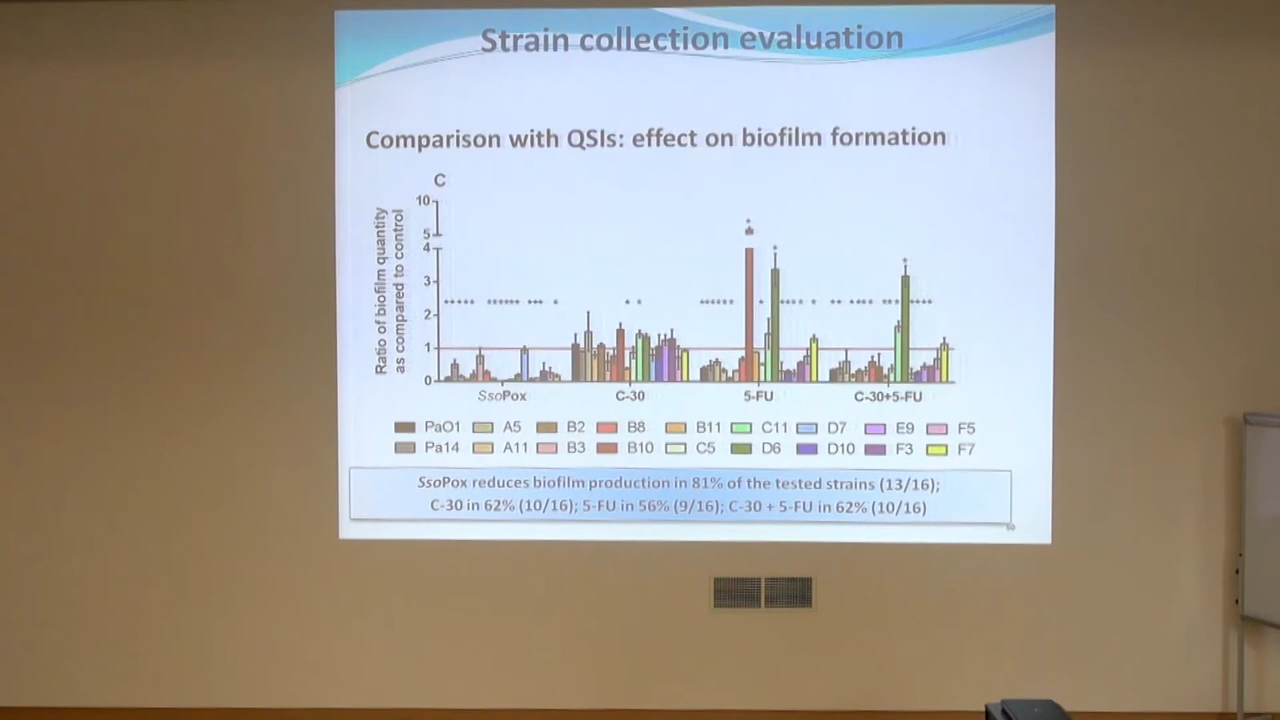 Strain collection evaluation
Comparison with QSIs: effect on biofilm formation
C
Ratio of biofilm quantity
as compared to control
10
5
4
3
2
1
0
SsoPox C-30 5-FU C-30+5-FU
PaO1 A5 B2 B8 B11 C11 D7 E9 F5
Pa14 A11 B3 B10 C5 D6 D10 F3 F7
SsoPox reduces biofilm production in 81% of the tested strains (13/16);
C-30 in 62% (10/16); 5-FU in 56% (9/16); C-30 + 5-FU in 62% (10/16)